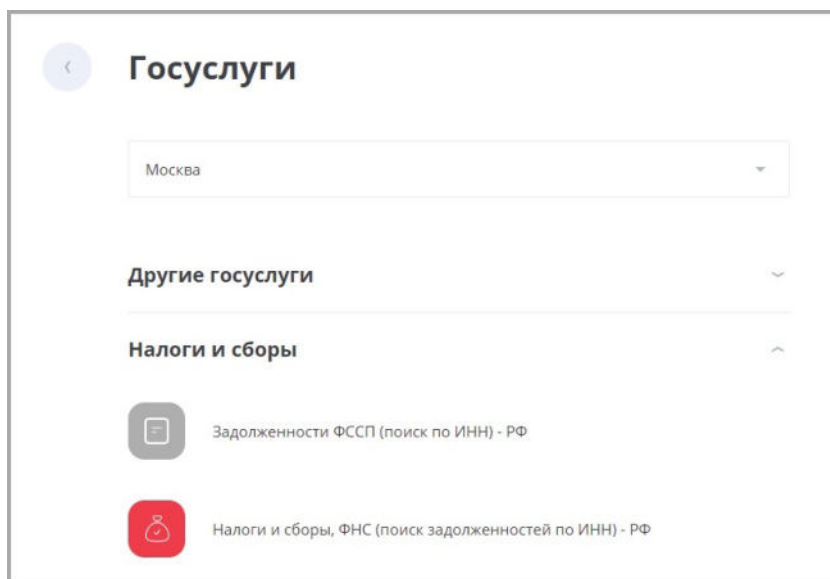 Госуслуги
Москва
Другие госуслуги
Налоги и сборы
Задолженности ФССП (поиск по ИНН) - РФ
Налоги и сборы, ФНС (поиск задолженностей по ИНН) - РФ